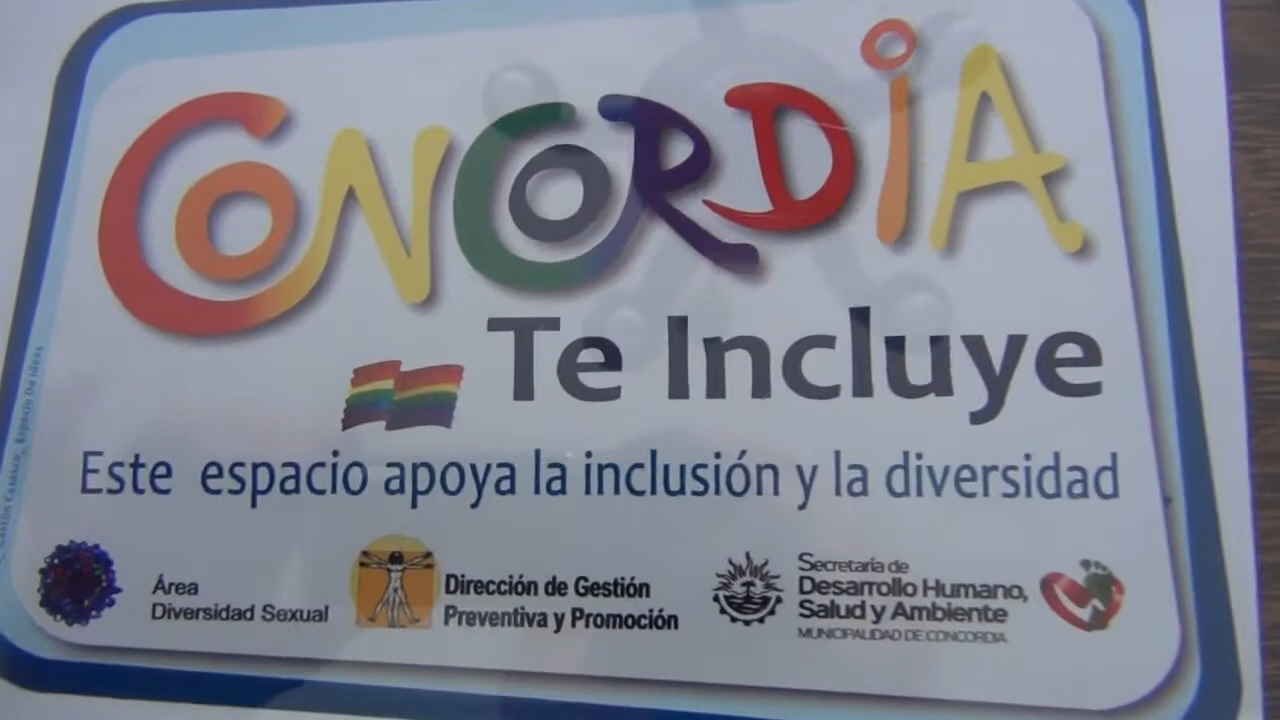 CONCORDIA
Te Incluye
Este espacio apoya la inclusión y la diversidad
Área
Diversidad Sexual
Dirección de Gestión
Preventiva y Promoción
Secretaría de
Desarrollo Humano,
Salud y Ambiente
MUNICIPALIDAD DE CONCORDIA